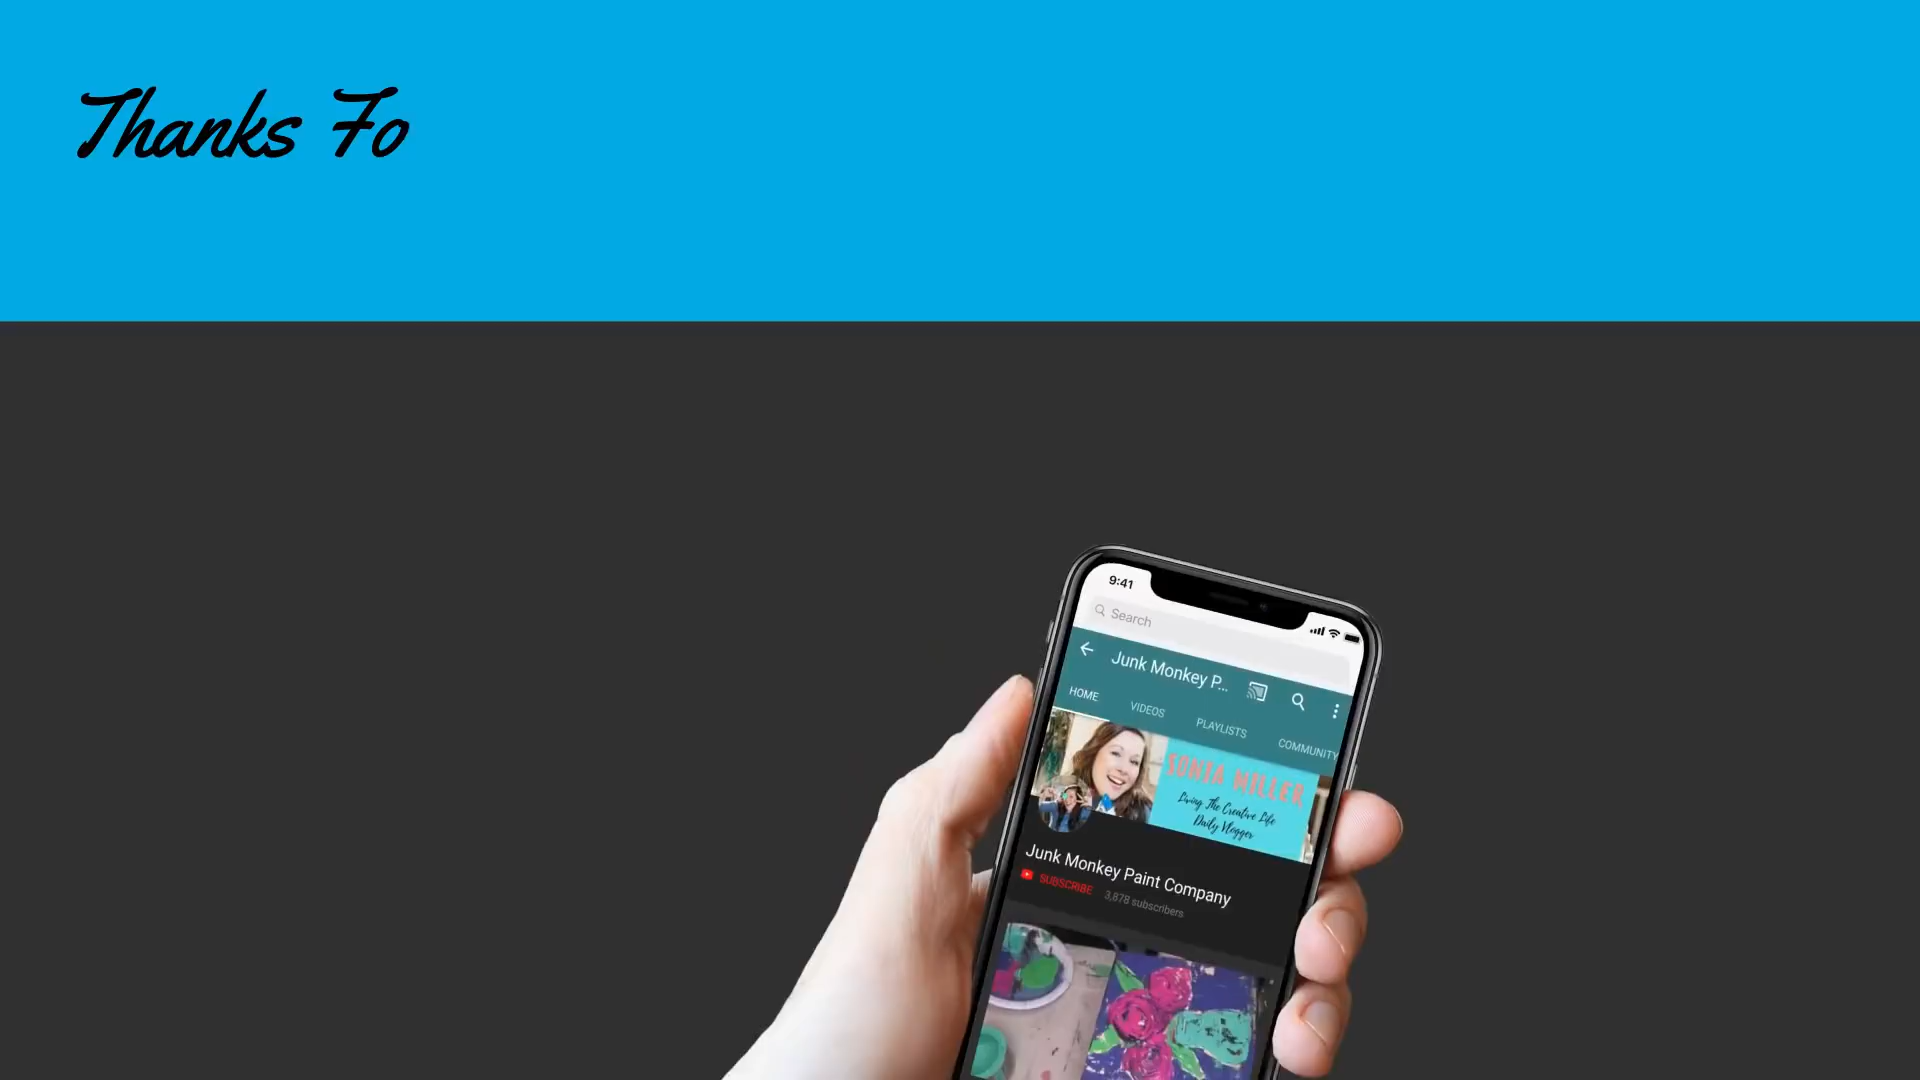 Thanks Fo
9:41
Search
Junk Monkey P...
HOME VIDEOS PLAYLISTS COMMUNITY
SONIA MILLER
Living The Creative Life
Daily Vlogger
Junk Monkey Paint Company
SUBSCRIBE 3,878 subscribers